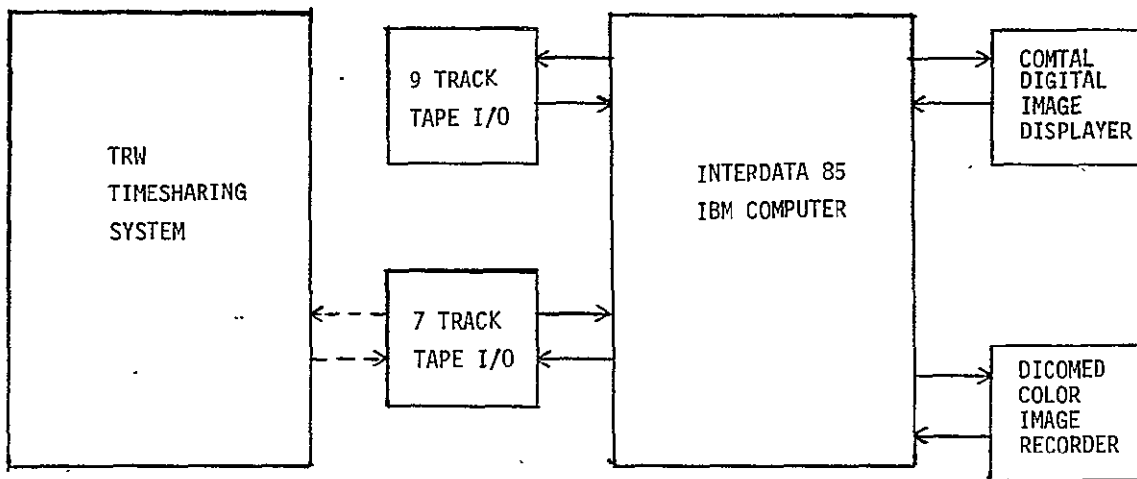 TRW
TIMESHARING
SYSTEM
9 TRACK
TAPE I/O
7 TRACK
TAPE I/O
INTERDATA 85
IBM COMPUTER
COMTAL
DIGITAL
IMAGE
DISPLAYER
DICOMED
COLOR
IMAGE
RECORDER